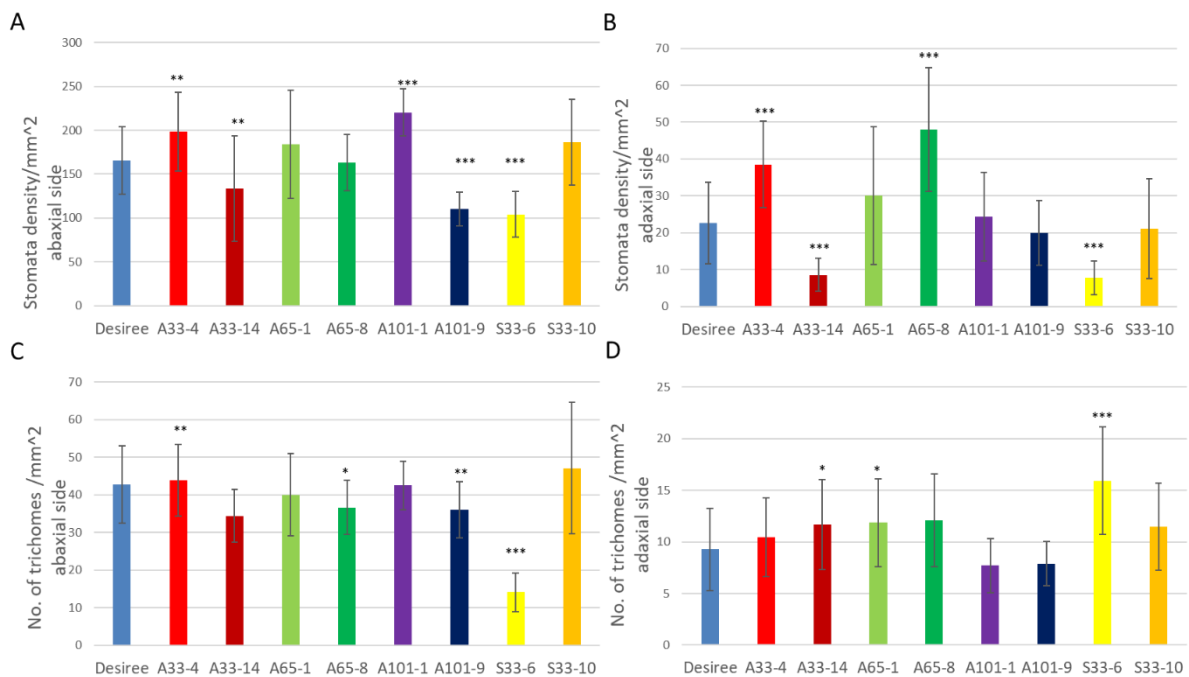 A
Stomata density/mm^2
abaxial side
300
250
200
150
100
50
0
** ** *** *** ***
Desiree A33-4 A33-14 A65-1 A65-8 A101-1 A101-9 S33-6 S33-10
B
Stomata density/mm^2
adaxial side
70
60
50
40
30
20
10
0
*** *** *** ***
Desiree A33-4 A33-14 A65-1 A65-8 A101-1 A101-9 S33-6 S33-10
C
No. of trichomes /mm^2
abaxial side
70
60
50
40
30
20
10
0
** * ** ***
Desiree A33-4 A33-14 A65-1 A65-8 A101-1 A101-9 S33-6 S33-10
D
No. of trichomes /mm^2
adaxial side
25
20
15
10
5
0
* * ***
Desiree A33-4 A33-14 A65-1 A65-8 A101-1 A101-9 S33-6 S33-10